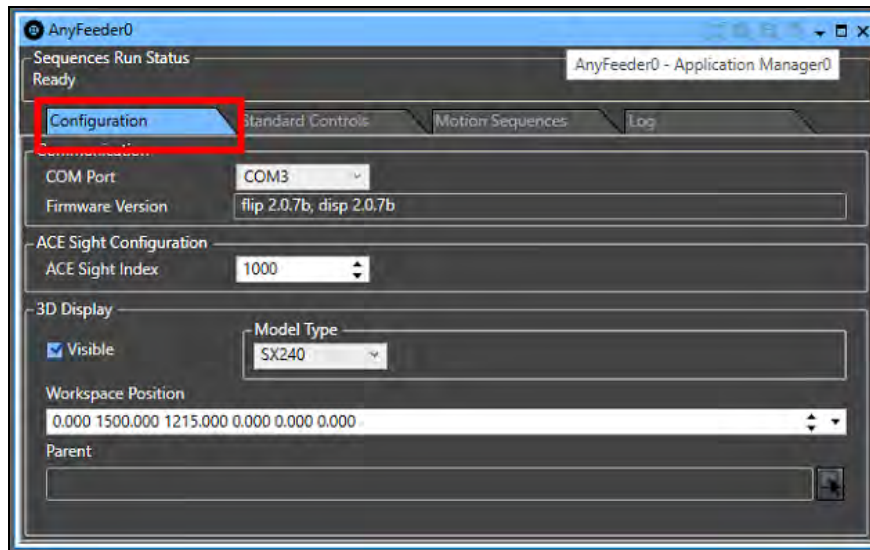 AnyFeeder0
Sequences Run Status
Ready
AnyFeeder0 - Application Manager0
Configuration
Standard Controls
Motion Sequences
Log
Communication
COM Port
COM3
Firmware Version
flip 2.0.7b, disp 2.0.7b
ACE Sight Configuration
ACE Sight Index
1000
3D Display
Visible
Model Type
SX240
Workspace Position
0.000 1500.000 1215.000 0.000 0.000 0.000
Parent